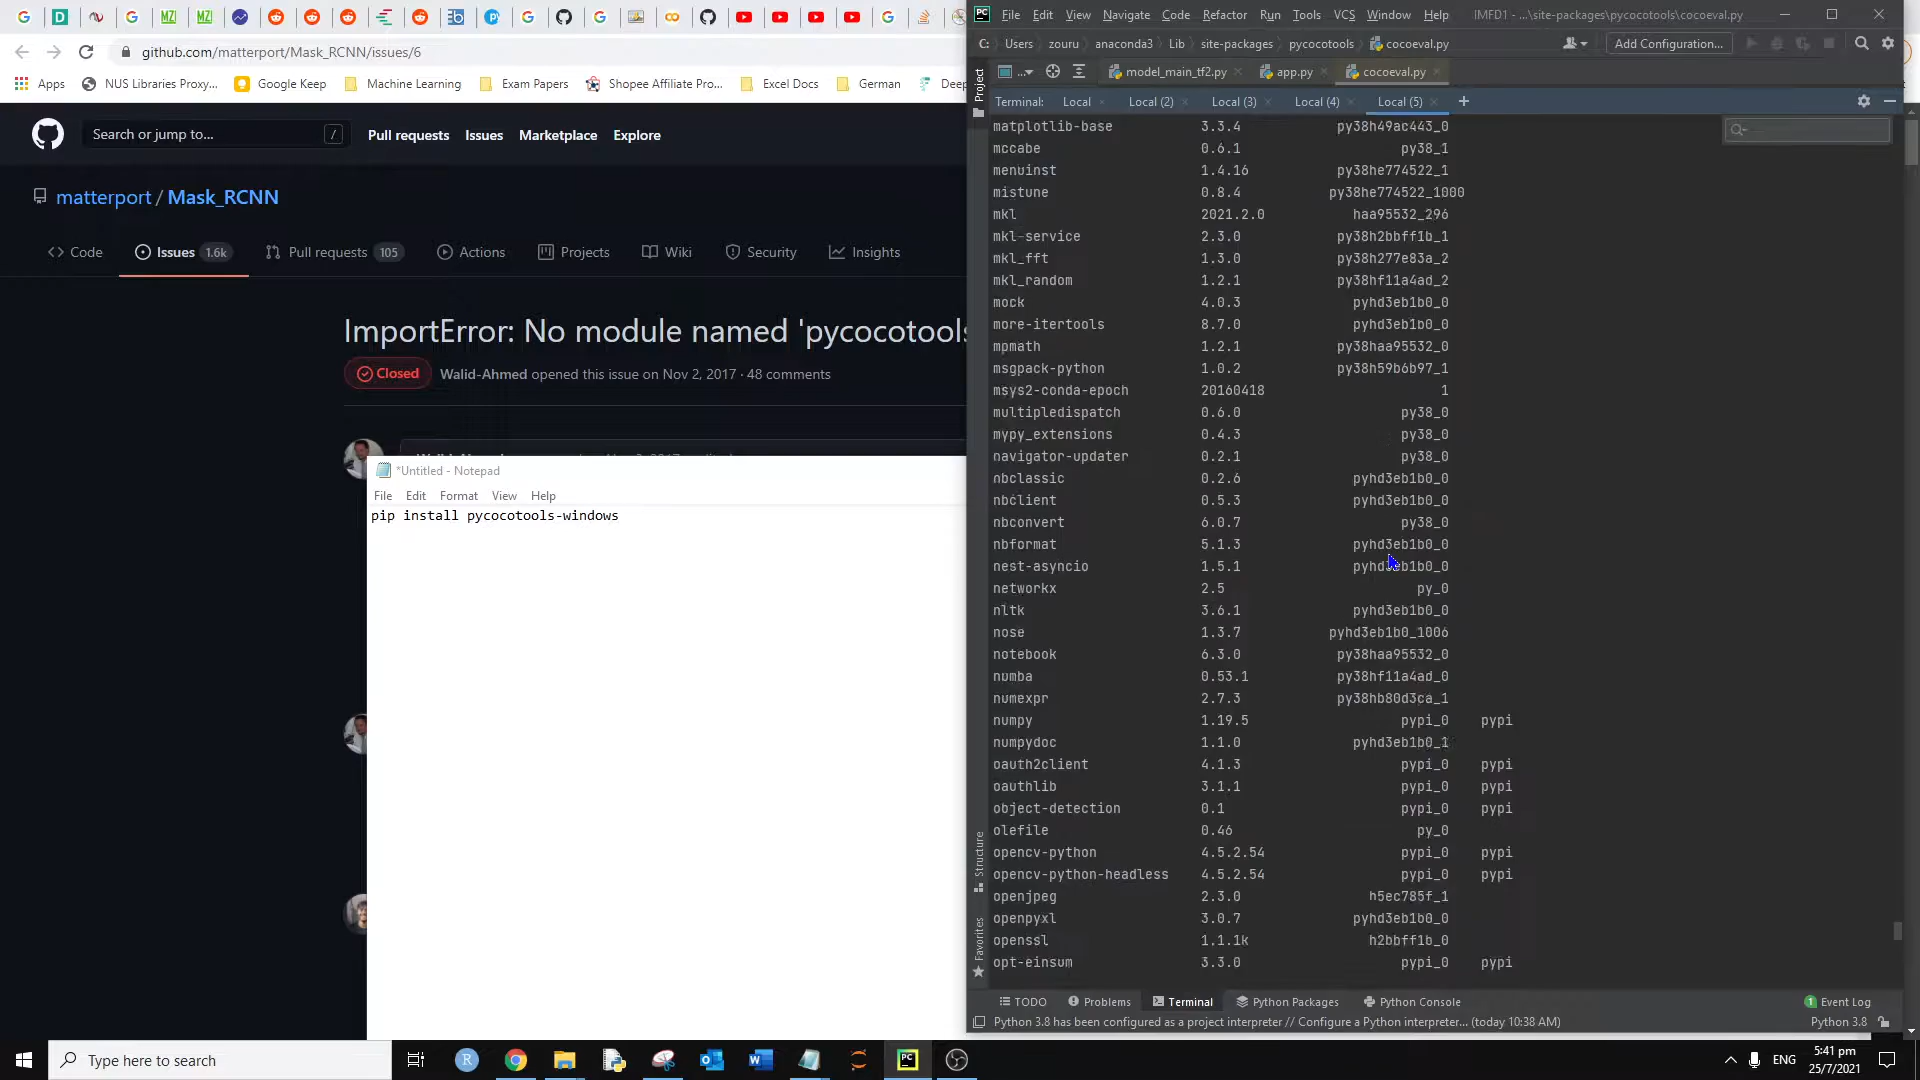 github.com/matterport/Mask_RCNN/issues/6
Apps NUS Libraries Proxy... Google Keep Machine Learning Exam Papers Shopee Affiliate Pro... Excel Docs German
Search or jump to... /
Pull requests Issues Marketplace Explore
matterport / Mask_RCNN
Code Issues 1.6k Pull requests 105 Actions Projects Wiki Security Insights
ImportError: No module named 'pycocotools
Closed Walid-Ahmed opened this issue on Nov 2, 2017 · 48 comments
*Untitled - Notepad
File Edit Format View Help
pip install pycocotools-windows
File Edit View Navigate Code Refactor Run Tools VCS Window Help IMFD1 - ...\site-packages\pycocotools\cocoeval.py
C: Users zouru anaconda3 Lib site-packages pycocotools cocoeval.py Add Configuration...
Project
... model_main_tf2.py app.py cocoeval.py
Terminal: Local Local (2) Local (3) Local (4) Local (5) +
matplotlib-base 3.3.4 py38h49ac443_0
mccabe 0.6.1 py38_1
menuinst 1.4.16 py38he774522_1
mistune 0.8.4 py38he774522_1000
mkl 2021.2.0 haa95532_296
mkl-service 2.3.0 py38h2bbff1b_1
mkl_fft 1.3.0 py38h277e83a_2
mkl_random 1.2.1 py38hf11a4ad_2
mock 4.0.3 pyhd3eb1b0_0
more-itertools 8.7.0 pyhd3eb1b0_0
mpmath 1.2.1 py38haa95532_0
msgpack-python 1.0.2 py38h59b6b97_1
msys2-conda-epoch 20160418 1
multipledispatch 0.6.0 py38_0
mypy_extensions 0.4.3 py38_0
navigator-updater 0.2.1 py38_0
nbclassic 0.2.6 pyhd3eb1b0_0
nbclient 0.5.3 pyhd3eb1b0_0
nbconvert 6.0.7 py38_0
nbformat 5.1.3 pyhd3eb1b0_0
nest-asyncio 1.5.1 pyhd3eb1b0_0
networkx 2.5 py_0
nltk 3.6.1 pyhd3eb1b0_0
nose 1.3.7 pyhd3eb1b0_1006
notebook 6.3.0 py38haa95532_0
numba 0.53.1 py38hf11a4ad_0
numexpr 2.7.3 py38hb80d3ca_1
numpy 1.19.5 pypi_0 pypi
numpydoc 1.1.0 pyhd3eb1b0_1
oauth2client 4.1.3 pypi_0 pypi
oauthlib 3.1.1 pypi_0 pypi
object-detection 0.1 pypi_0 pypi
olefile 0.46 py_0
opencv-python 4.5.2.54 pypi_0 pypi
opencv-python-headless 4.5.2.54 pypi_0 pypi
openjpeg 2.3.0 h5ec785f_1
openpyxl 3.0.7 pyhd3eb1b0_0
openssl 1.1.1k h2bbff1b_0
opt-einsum 3.3.0 pypi_0 pypi
Structure
Favorites
TODO Problems Terminal Python Packages Python Console 1 Event Log
Python 3.8 has been configured as a project interpreter // Configure a Python interpreter... (today 10:38 AM) Python 3.8
Type here to search
ENG 5:41 pm
25/7/2021